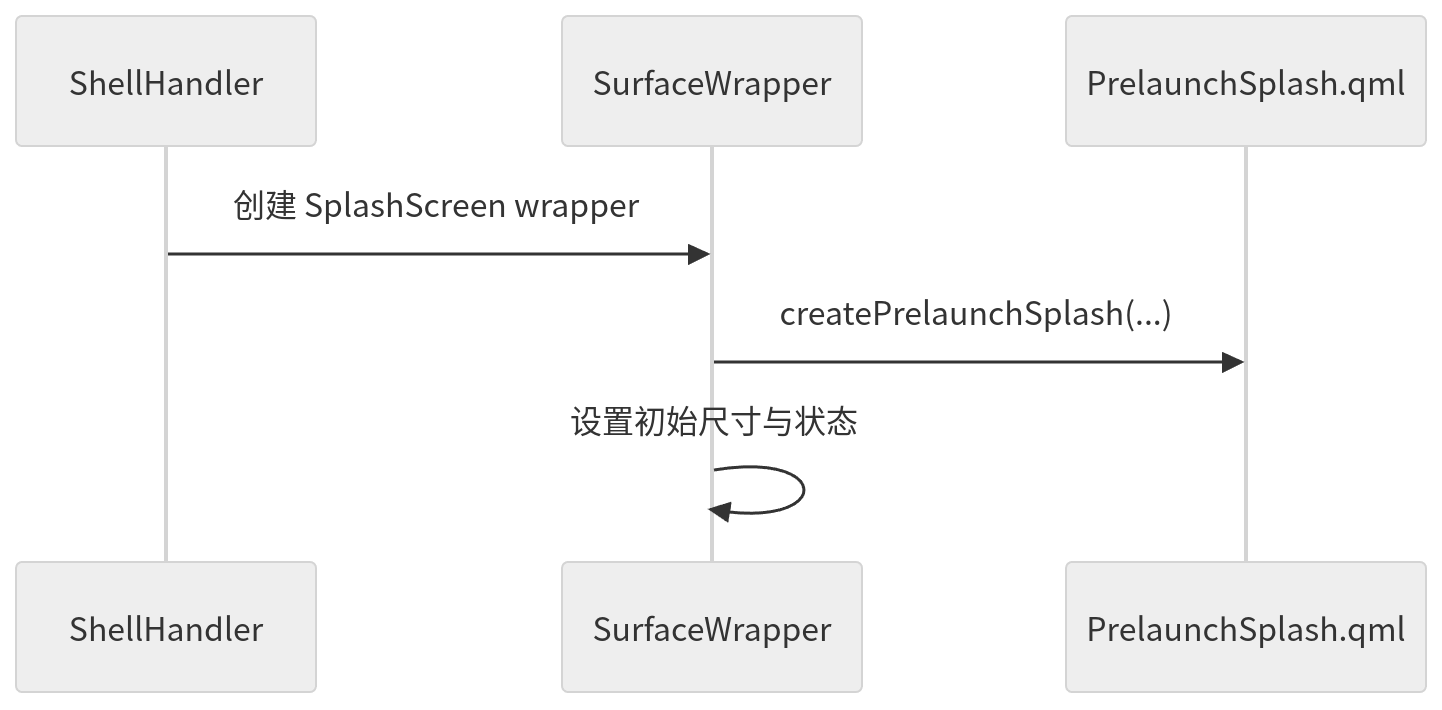 ShellHandler
SurfaceWrapper
PrelaunchSplash.qml
创建 SplashScreen wrapper
createPrelaunchSplash(...)
设置初始尺寸与状态
ShellHandler
SurfaceWrapper
PrelaunchSplash.qml